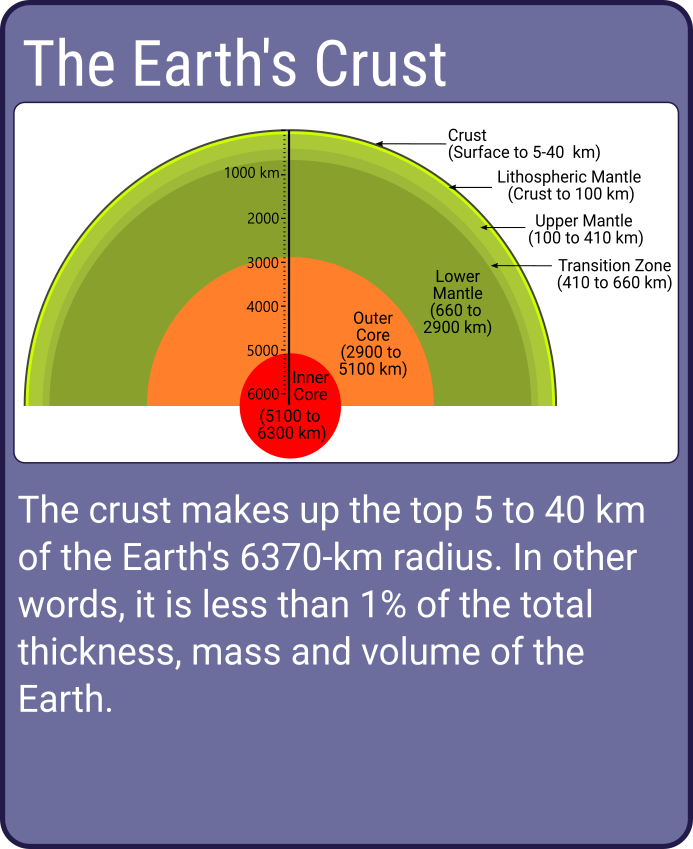 The Earth's Crust
Crust
(Surface to 5-40 km)
Lithospheric Mantle
(Crust to 100 km)
Upper Mantle
(100 to 410 km)
Transition Zone
(410 to 660 km)
1000 km
2000
3000
4000
5000
6000
Lower
Mantle
(660 to
2900 km)
Outer
Core
(2900 to
5100 km)
Inner
Core
(5100 to
6300 km)
The crust makes up the top 5 to 40 km
of the Earth's 6370-km radius. In other
words, it is less than 1% of the total
thickness, mass and volume of the
Earth.